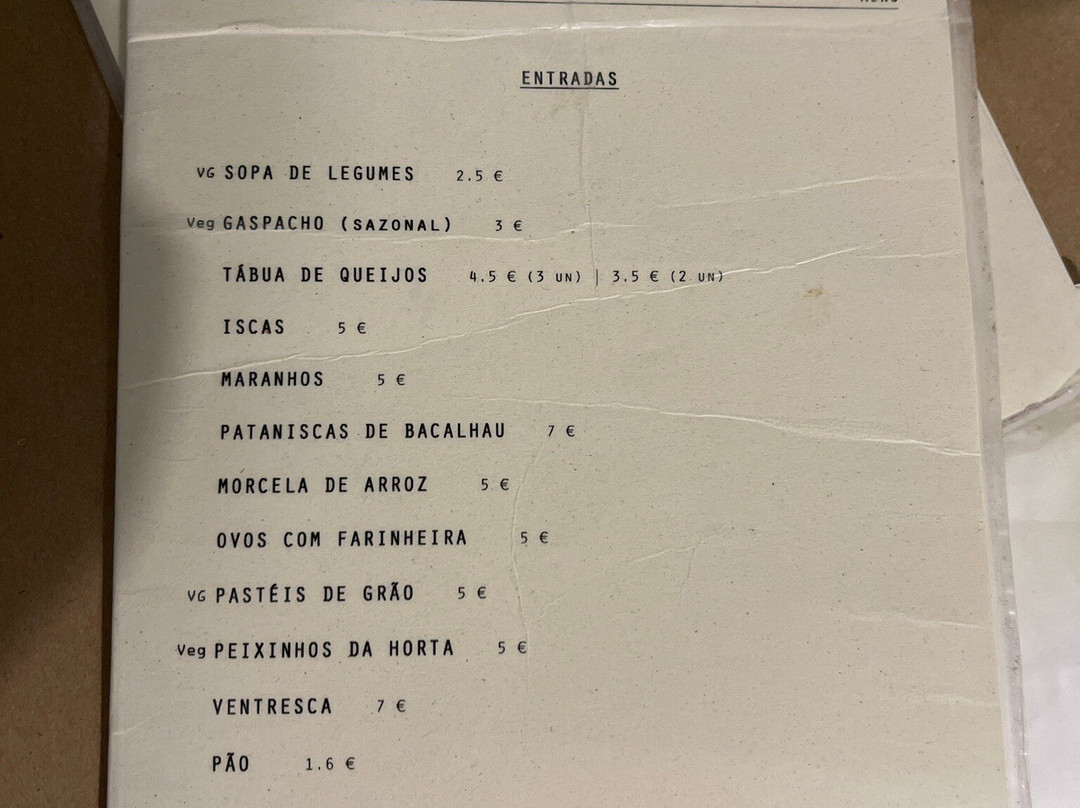 ENTRADAS
VG SOPA DE LEGUMES 2.5 €
Veg GASPACHO (SAZONAL) 3 €
TÁBUA DE QUEIJOS 4.5 € (3 UN) | 3.5 € (2 UN)
ISCAS 5 €
MARANHOS 5 €
PATANISCAS DE BACALHAU 7 €
MORCELA DE ARROZ 5 €
OVOS COM FARINHEIRA 5 €
VG PASTÉIS DE GRÃO 5 €
Veg PEIXINHOS DA HORTA 5 €
VENTRESCA 7 €
PÃO 1.6 €